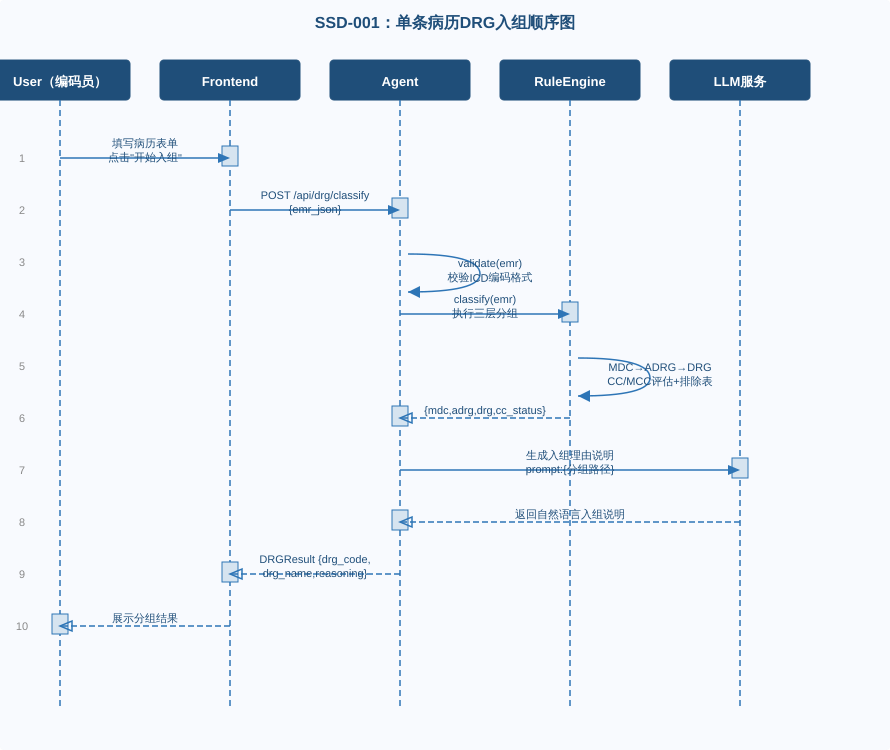 SSD-001：单条病历DRG入组顺序图
User（编码员）
Frontend
Agent
RuleEngine
LLM服务
1
填写病历表单
点击"开始入组"
2
POST /api/drg/classify
{emr_json}
3
validate(emr)
校验ICD编码格式
4
classify(emr)
执行三层分组
5
MDC→ADRG→DRG
CC/MCC评估+排除表
6
{mdc,adrg,drg,cc_status}
7
生成入组理由说明
prompt:{分组路径}
8
返回自然语言入组说明
9
DRGResult {drg_code,
drg_name,reasoning}
10
展示分组结果